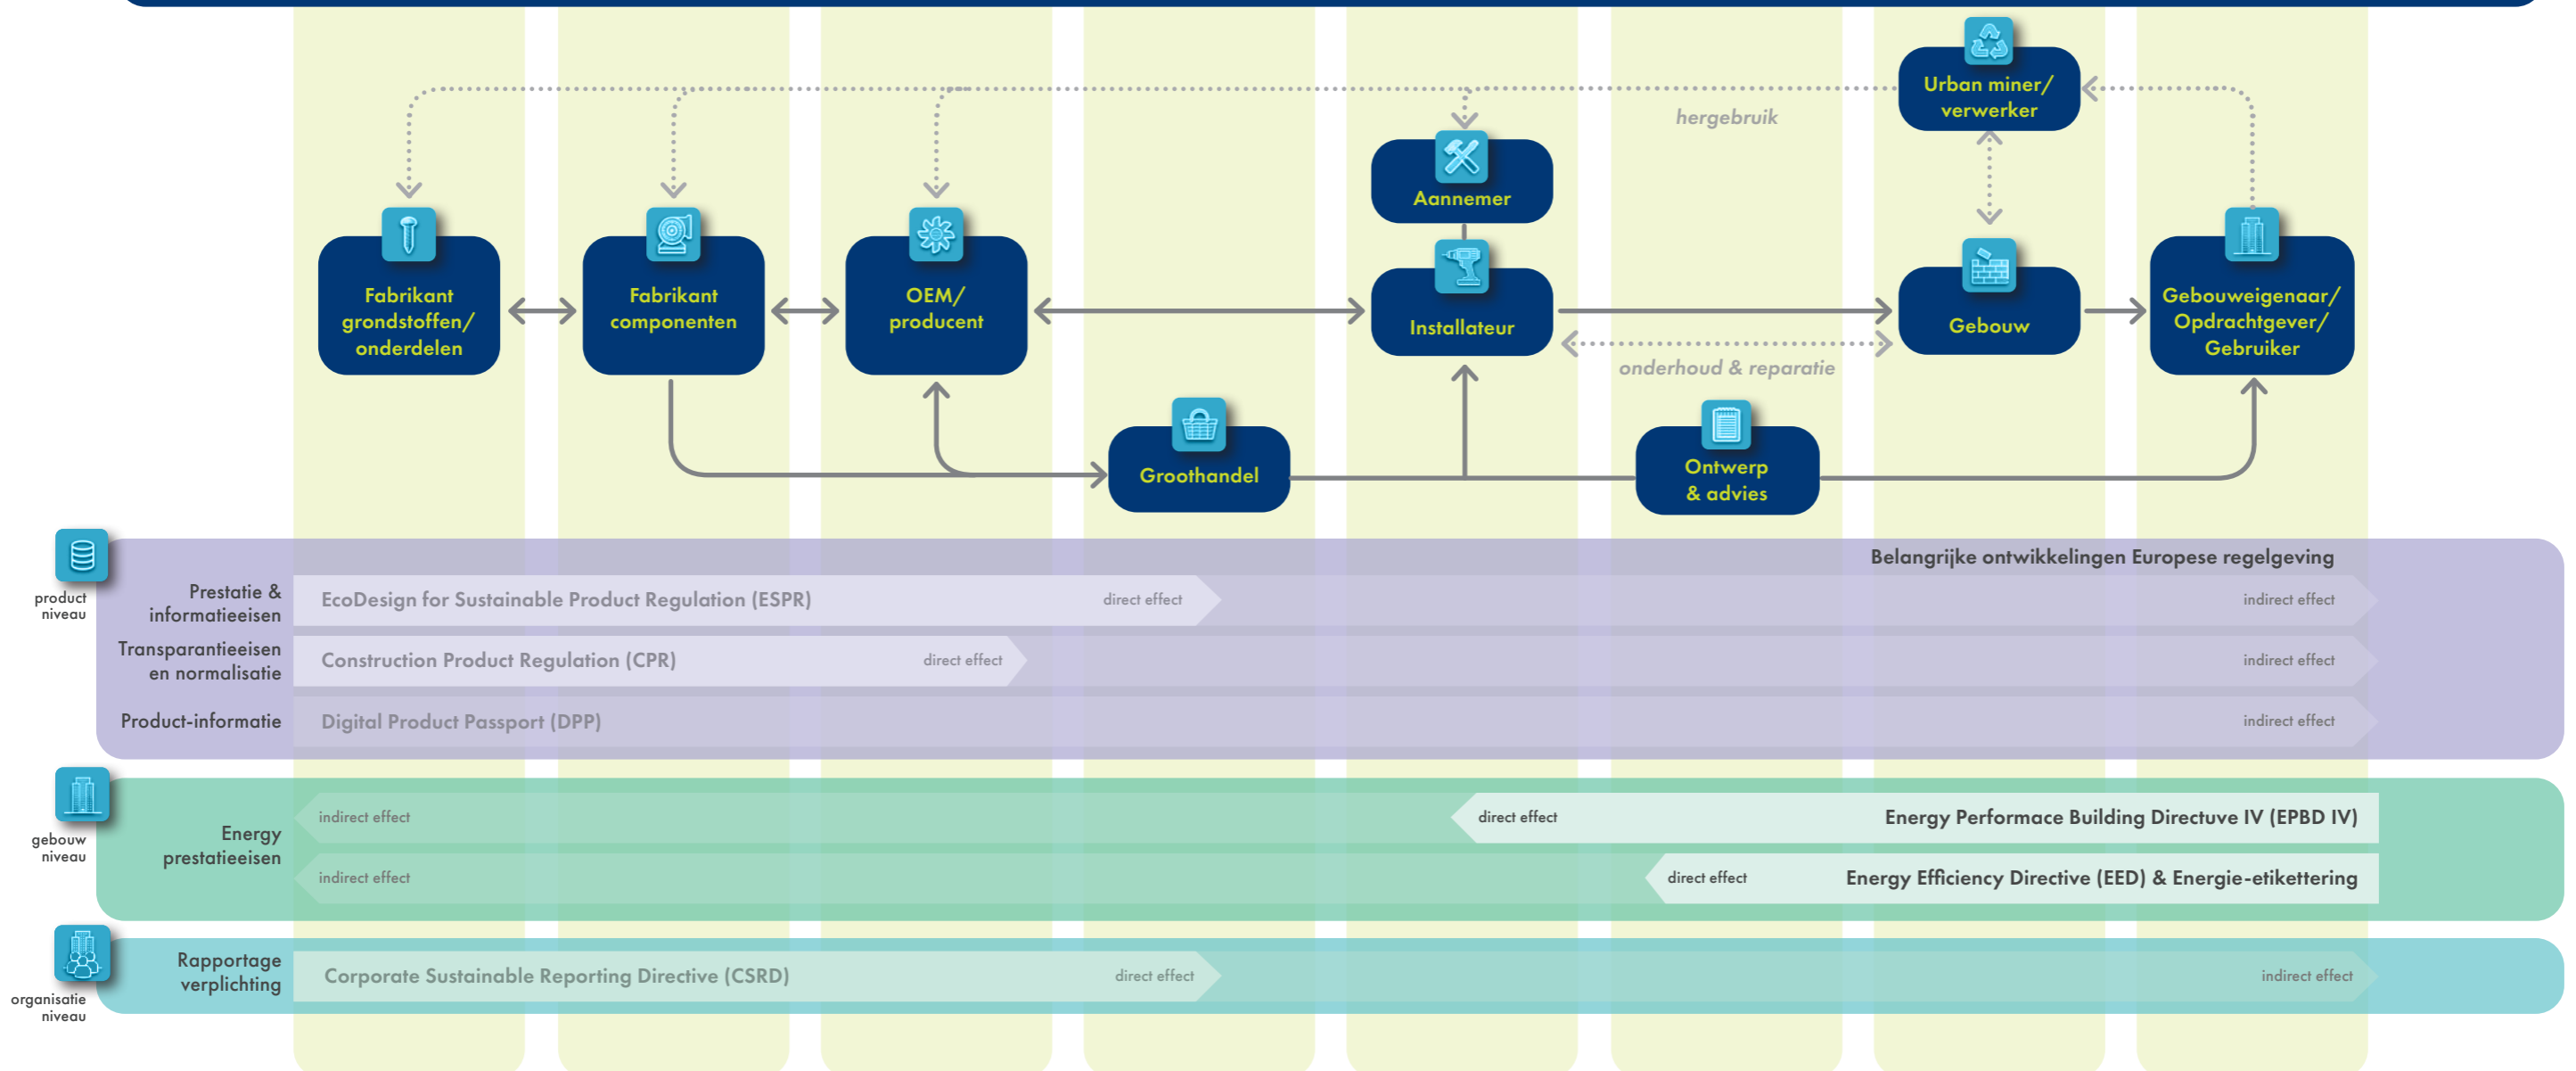 Urban miner/
verwerker
hergebruik
Aannemer
Fabrikant
grondstoffen/
onderdelen
Fabrikant
componenten
OEM/
producent
Installateur
Gebouw
Gebouweigenaar/
Opdrachtgever/
Gebruiker
onderhoud & reparatie
Groothandel
Ontwerp
& advies
Belangrijke ontwikkelingen Europese regelgeving
product
niveau
Prestatie &
informatieeisen
EcoDesign for Sustainable Product Regulation (ESPR)
direct effect
indirect effect
Transparantieeisen
en normalisatie
Construction Product Regulation (CPR)
direct effect
indirect effect
Product-informatie
Digital Product Passport (DPP)
indirect effect
gebouw
niveau
Energy
prestatieeisen
indirect effect
direct effect
Energy Performace Building Directuve IV (EPBD IV)
indirect effect
direct effect
Energy Efficiency Directive (EED) & Energie-etikettering
organisatie
niveau
Rapportage
verplichting
Corporate Sustainable Reporting Directive (CSRD)
direct effect
indirect effect